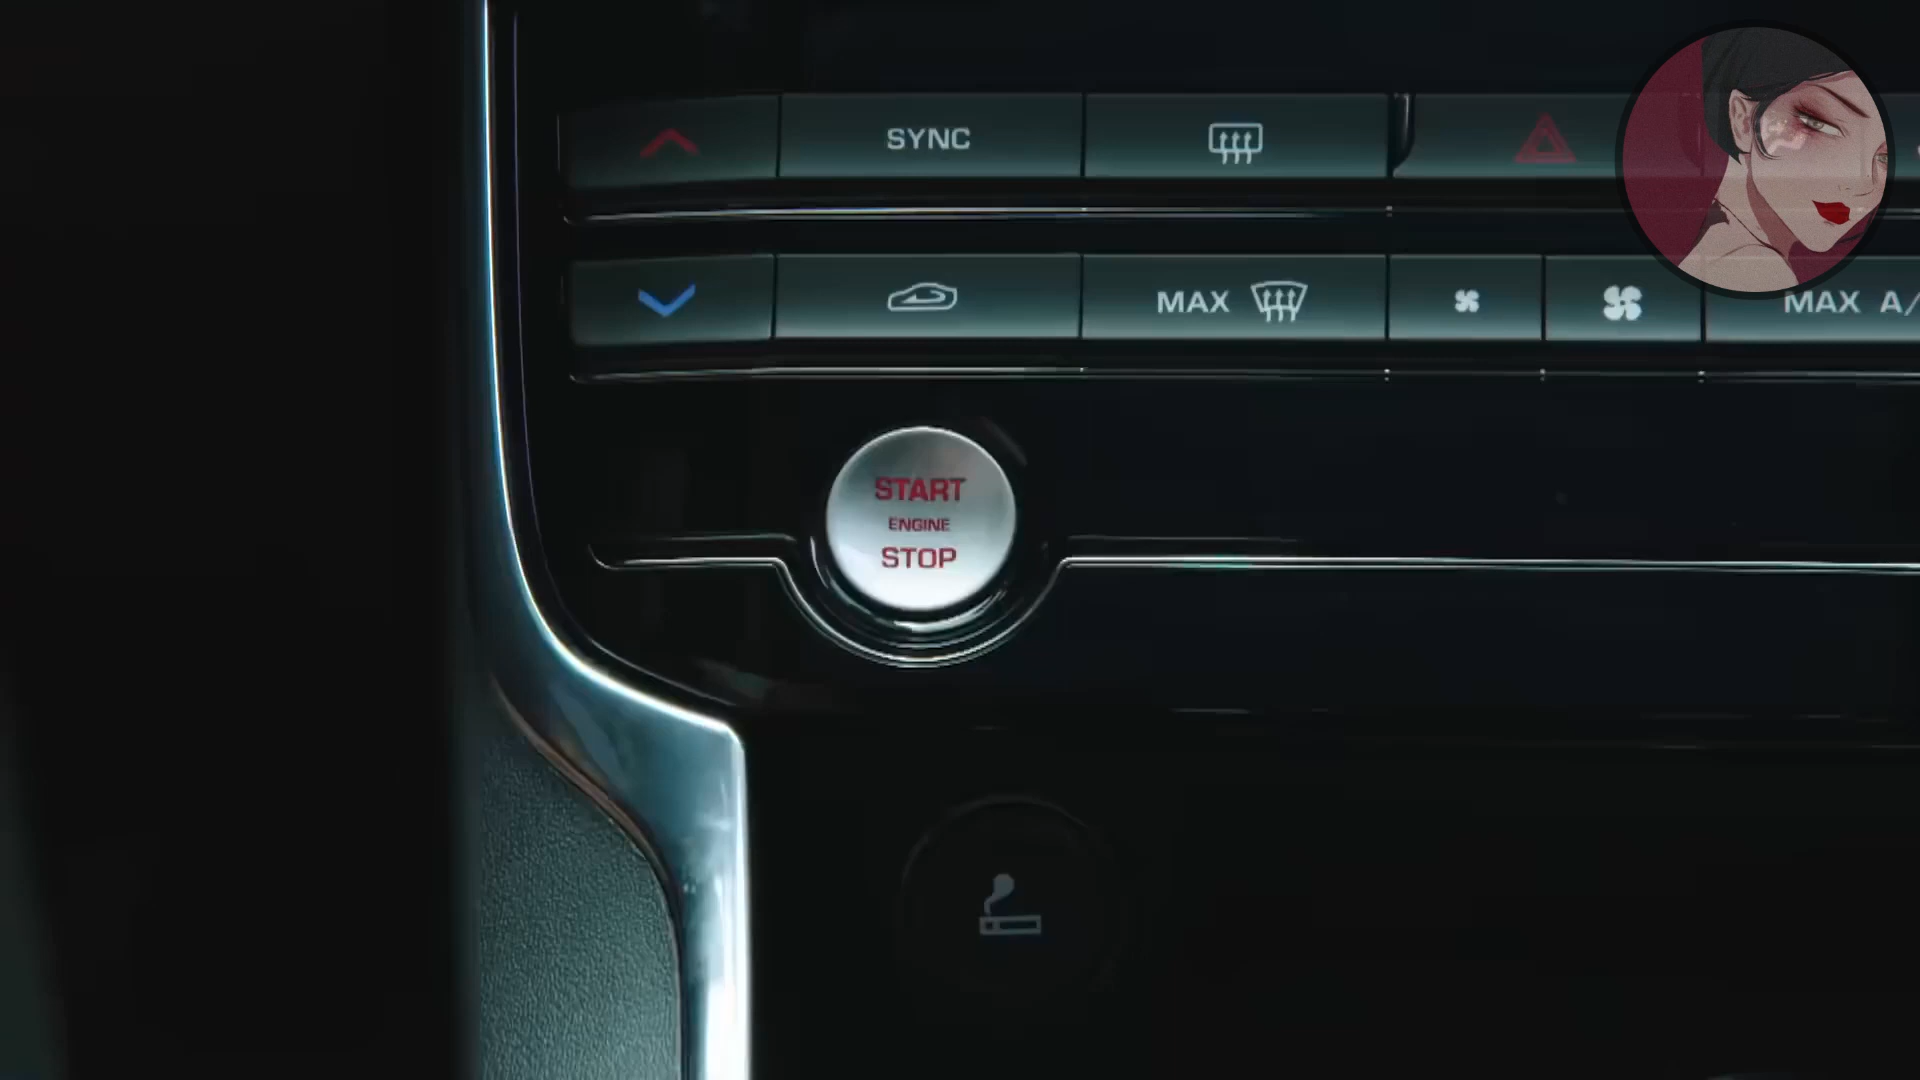 SYNC
MAX
MAX A/
START
ENGINE
STOP